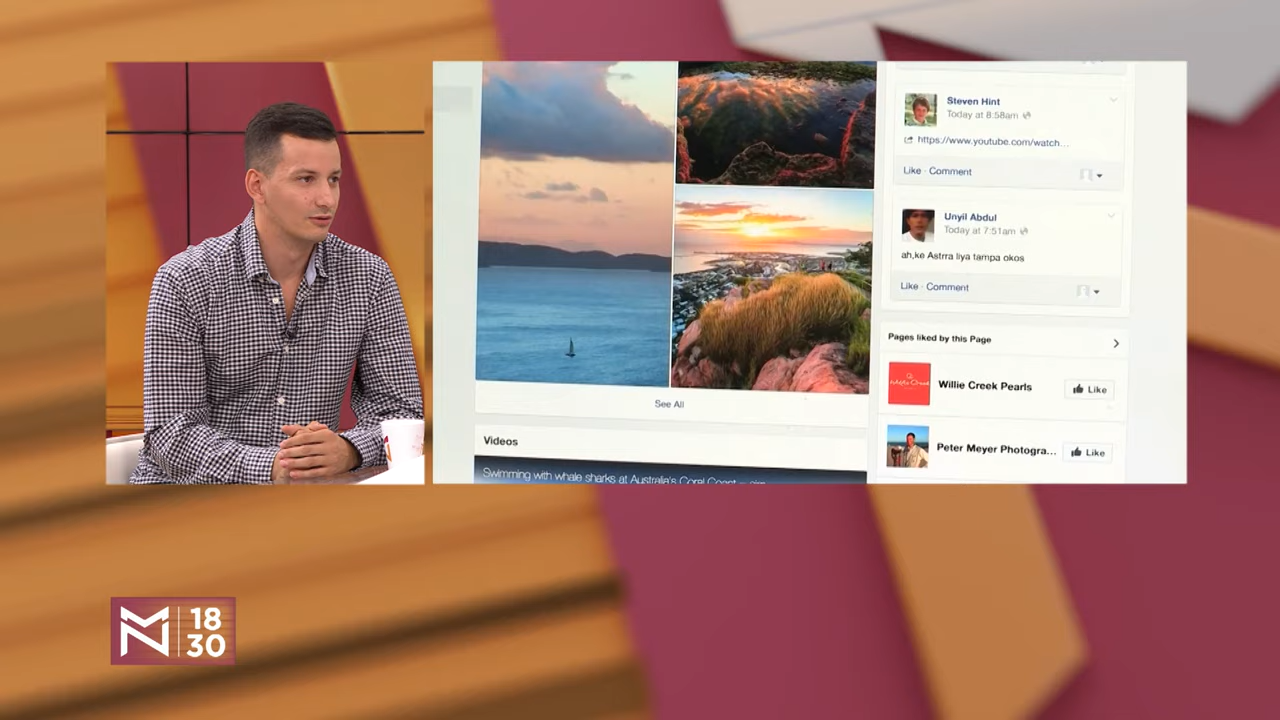 Steven Hint
Today at 8:58am
https://www.youtube.com/watch...
Like · Comment
Unyil Abdul
Today at 7:51am
ah,ke Astrra liya tampa okos
Like · Comment
Pages liked by this Page
Willie Creek Pearls
Like
Peter Meyer Photogra...
Like
See All
Videos
Swimming with whale sharks at Australia's Coral Coast
M
18
30